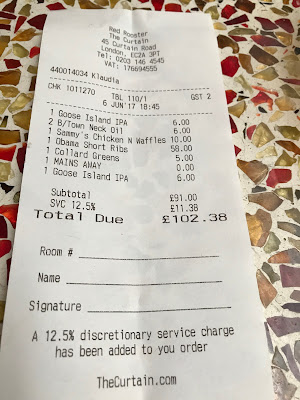 Red Rooster
The Curtain
45 Curtain Road
London, EC2A 3PT
Tel: 0203 146 4545
VAT: 176694555
440014034 Klaudia
CHK 1011270 TBL 110/1 GST 2
6 JUN'17 18:45
1 Goose Island IPA 6.00
2 B/Town Neck Oil 6.00
1 Sammy's Chicken N Waffles 10.00
1 Obama Short Ribs 58.00
1 Collard Greens 5.00
1 MAINS AWAY 0.00
1 Goose Island IPA 6.00
Subtotal £91.00
SVC 12.5% £11.38
Total Due £102.38
Room #
Name
Signature
A 12.5% discretionary service charge
has been added to you order
TheCurtain.com